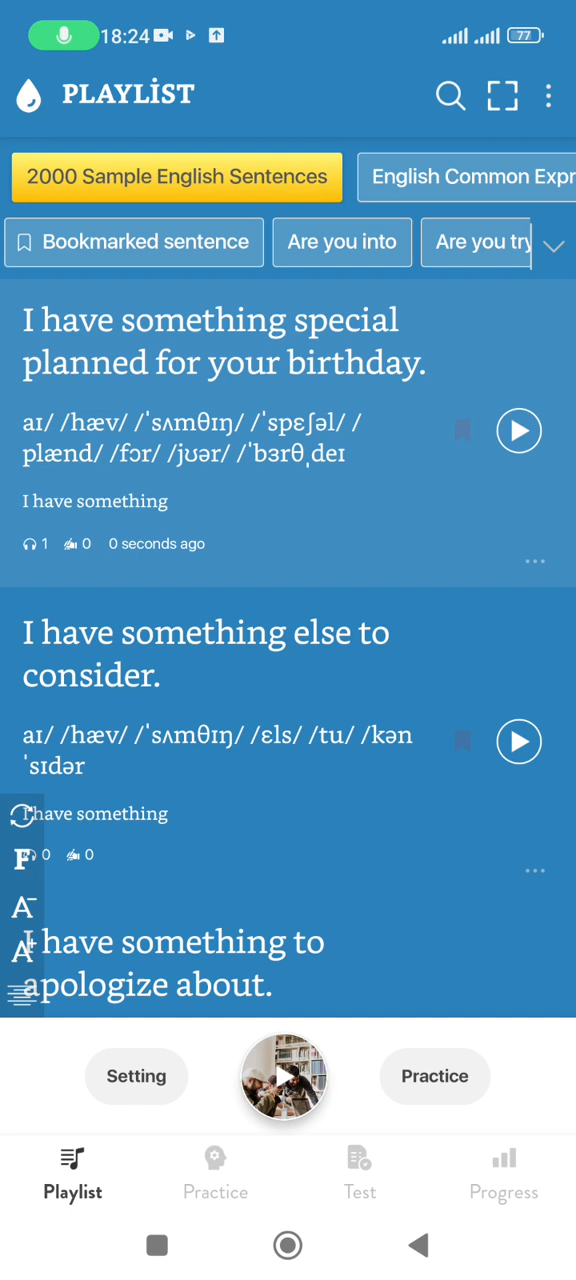 18:24
77
PLAYLİST
2000 Sample English Sentences
English Common Expr
Bookmarked sentence
Are you into
Are you try
I have something special
planned for your birthday.
aɪ/ /hæv/ /ˈsʌmθɪŋ/ /ˈspɛʃəl/ /
plænd/ /fɔr/ /jʊər/ /ˈbɜrθˌdeɪ
I have something
1
0
0 seconds ago
I have something else to
consider.
aɪ/ /hæv/ /ˈsʌmθɪŋ/ /ɛls/ /tu/ /kən
ˈsɪdər
I have something
0
0
F
A-
A+
I have something to
apologize about.
Setting
Practice
Playlist
Practice
Test
Progress